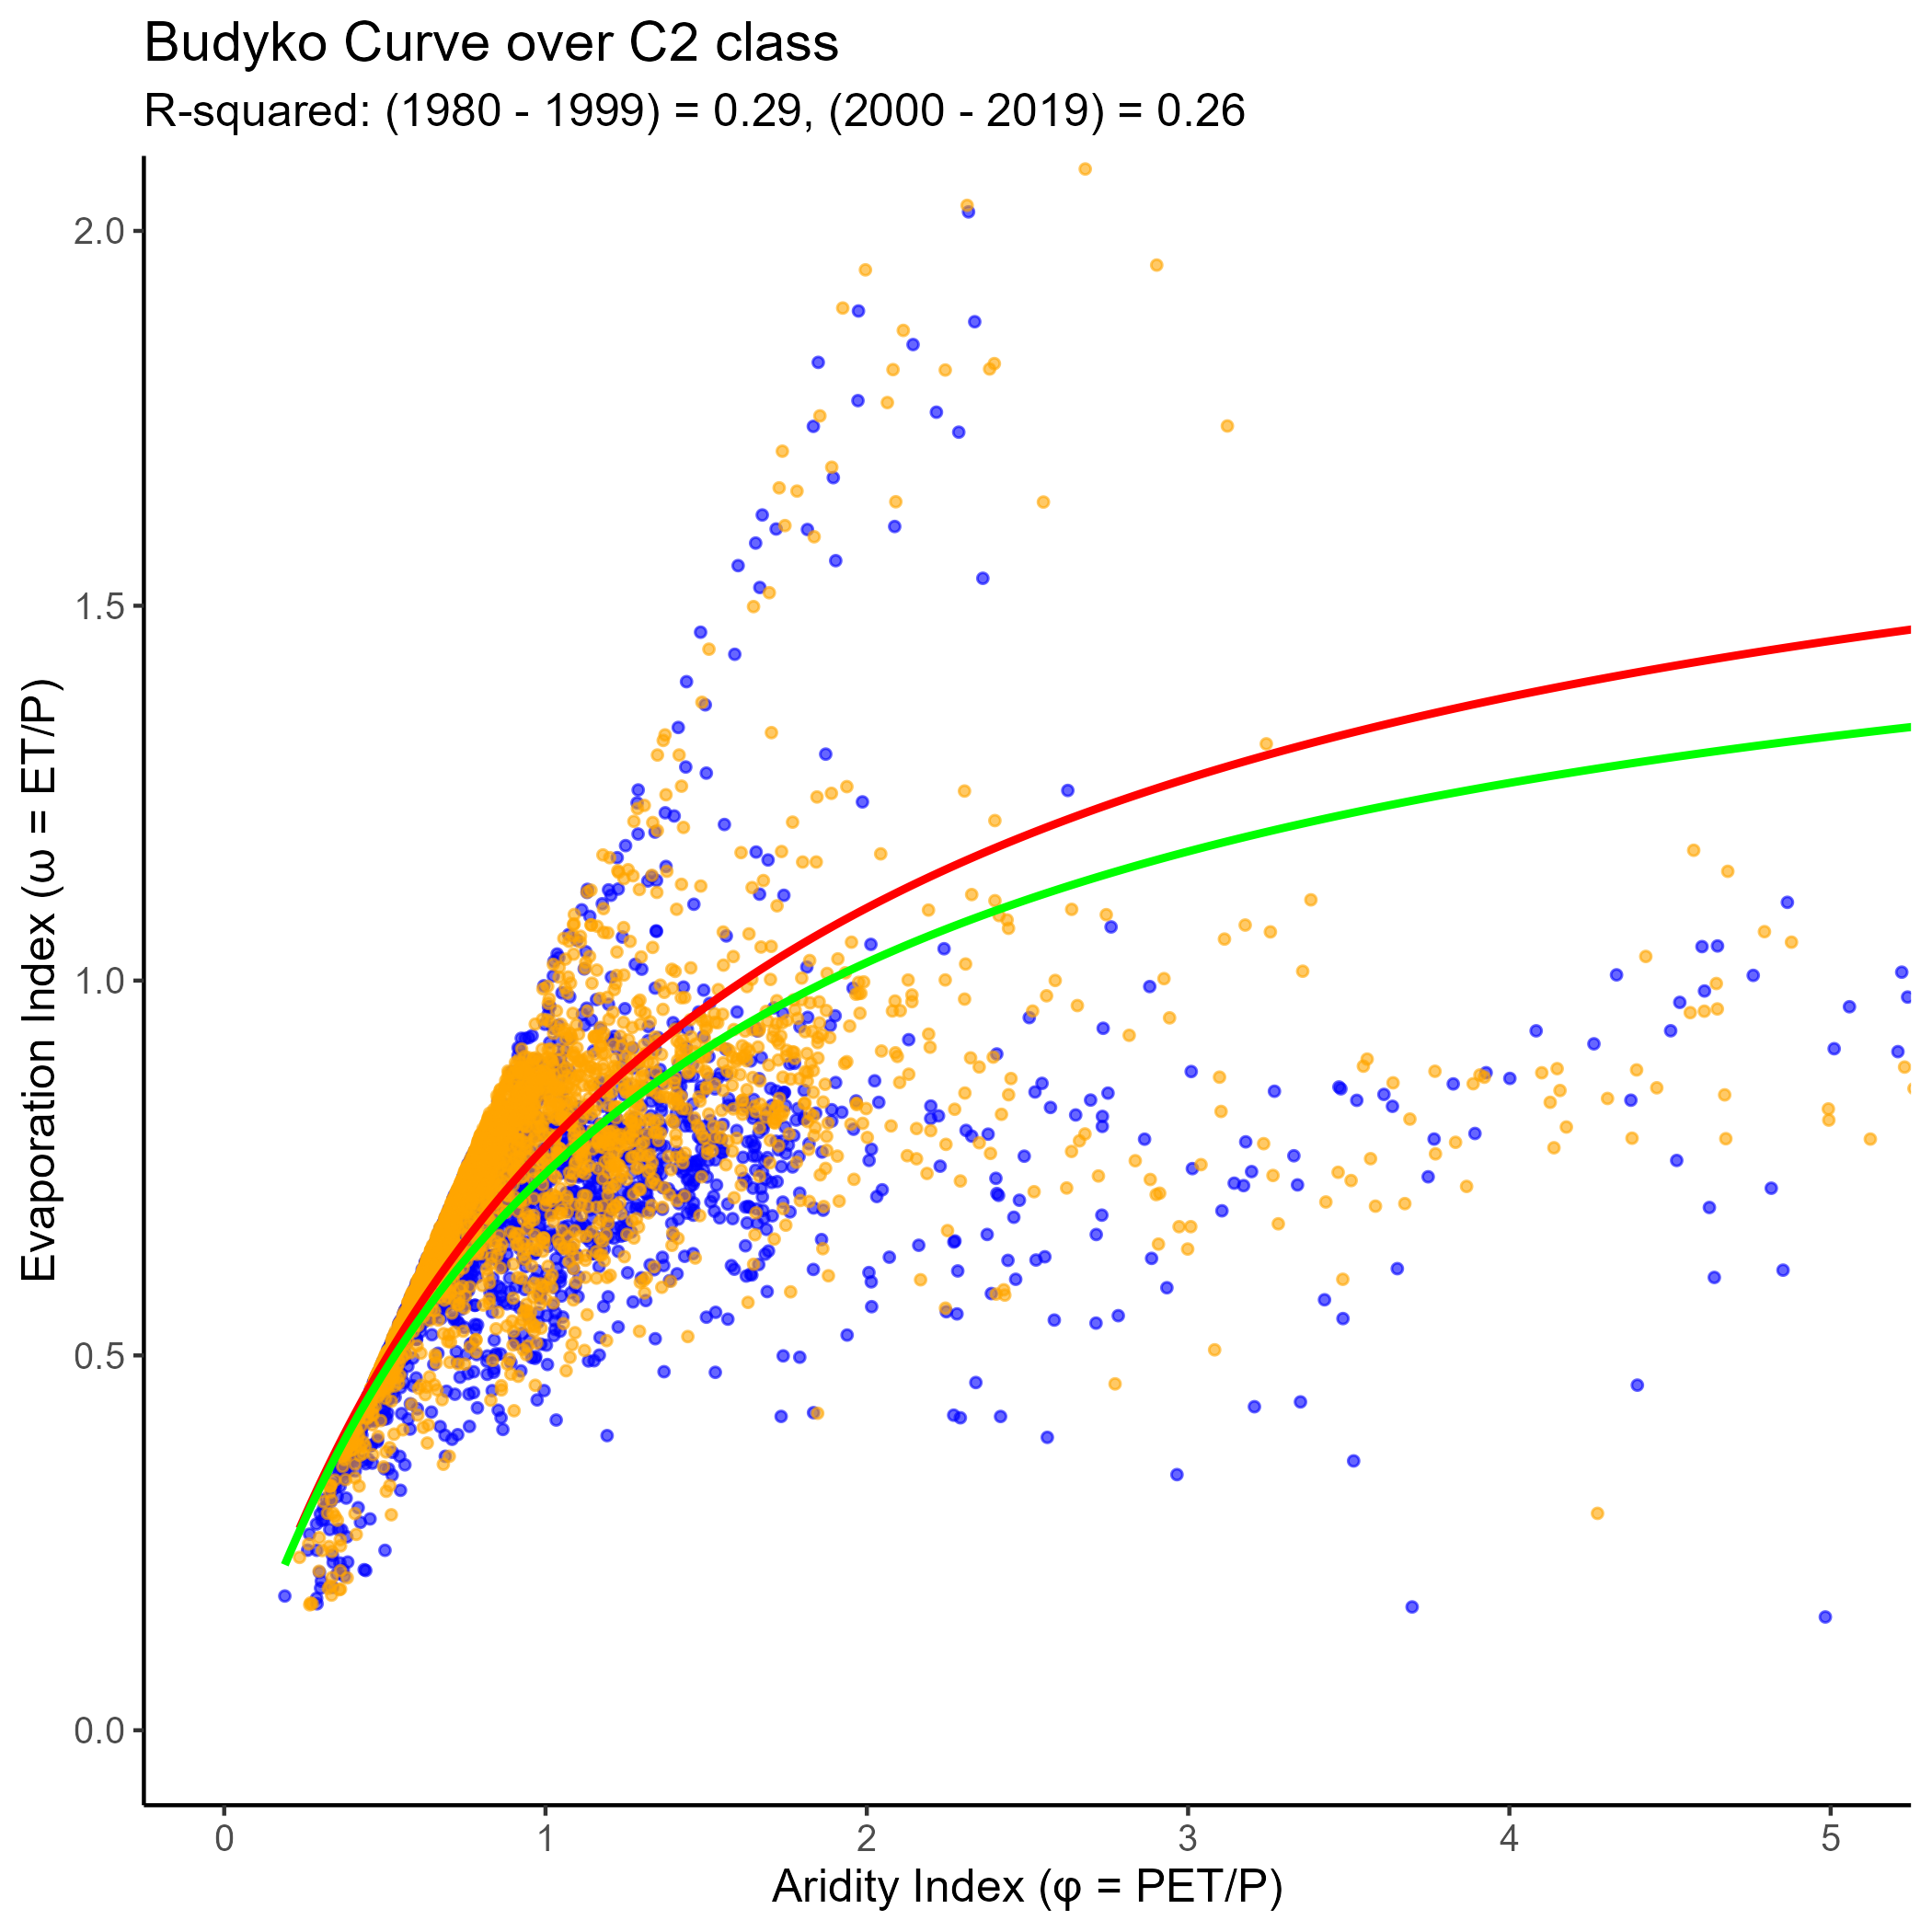 Budyko Curve over C2 class
R-squared: (1980 - 1999) = 0.29, (2000 - 2019) = 0.26
Evaporation Index (ω = ET/P)
2.0
1.5
1.0
0.5
0.0
0 1 2 3 4 5
Aridity Index (φ = PET/P)